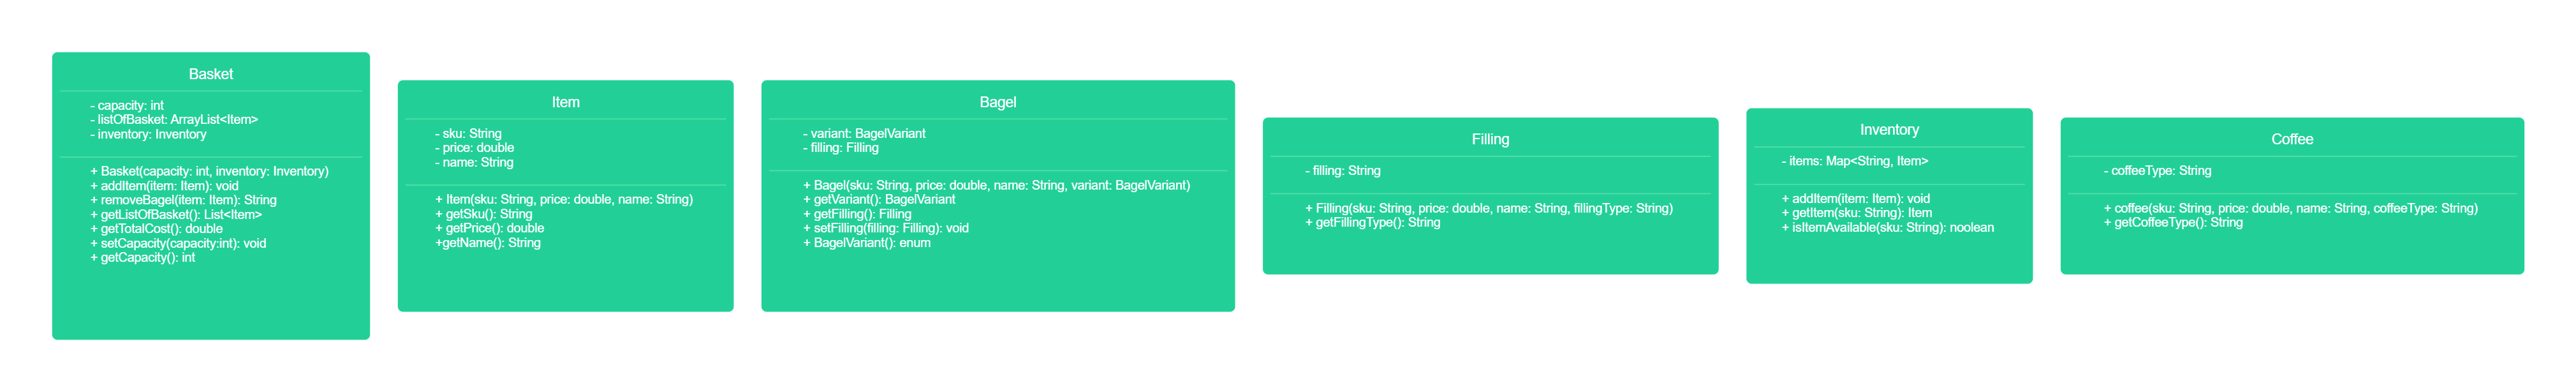 Basket
- capacity: int
- listOfBasket: ArrayList<Item>
- inventory: Inventory
+ Basket(capacity: int, inventory: Inventory)
+ addItem(item: Item): void
+ removeBagel(item: Item): String
+ getListOfBasket(): List<Item>
+ getTotalCost(): double
+ setCapacity(capacity:int): void
+ getCapacity(): int
Item
- sku: String
- price: double
- name: String
+ Item(sku: String, price: double, name: String)
+ getSku(): String
+ getPrice(): double
+getName(): String
Bagel
- variant: BagelVariant
- filling: Filling
+ Bagel(sku: String, price: double, name: String, variant: BagelVariant)
+ getVariant(): BagelVariant
+ getFilling(): Filling
+ setFilling(filling: Filling): void
+ BagelVariant(): enum
Filling
- filling: String
+ Filling(sku: String, price: double, name: String, fillingType: String)
+ getFillingType(): String
Inventory
- items: Map<String, Item>
+ addItem(item: Item): void
+ getItem(sku: String): Item
+ isItemAvailable(sku: String): noolean
Coffee
- coffeeType: String
+ coffee(sku: String, price: double, name: String, coffeeType: String)
+ getCoffeeType(): String